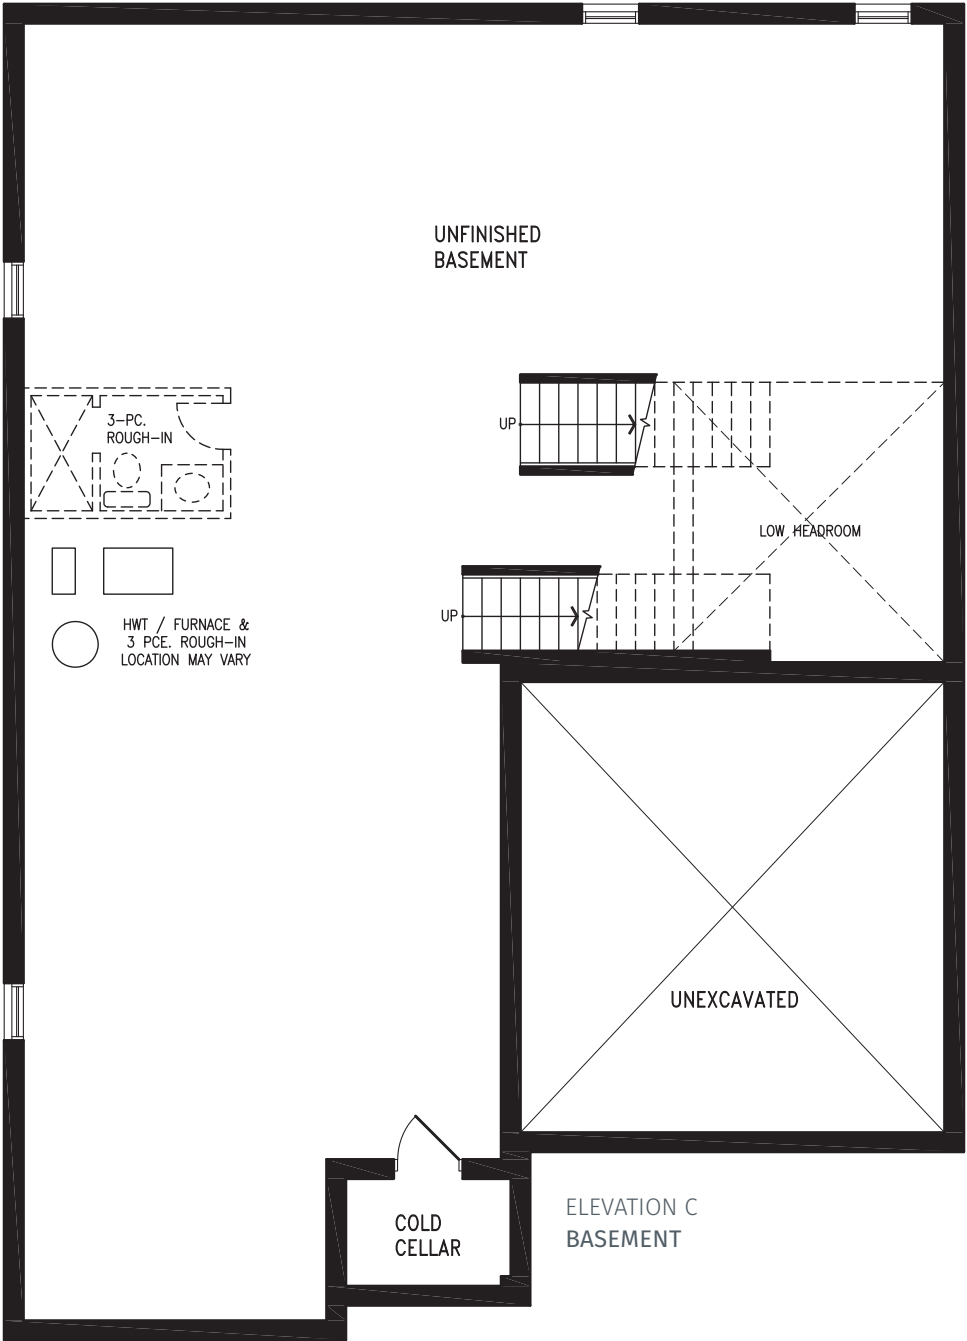 UNFINISHED
BASEMENT
3-PC.
ROUGH-IN
UP
LOW HEADROOM
UP
HWT / FURNACE &
3 PCE. ROUGH-IN
LOCATION MAY VARY
UNEXCAVATED
COLD
CELLAR
ELEVATION C
BASEMENT